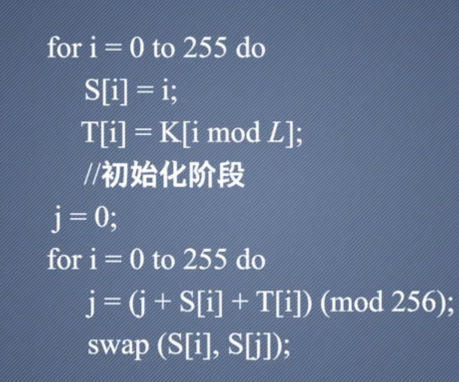 for i = 0 to 255 do
S[i] = i;
T[i] = K[i mod L];
//初始化阶段
j = 0;
for i = 0 to 255 do
j = (j + S[i] + T[i]) (mod 256);
swap (S[i], S[j]);